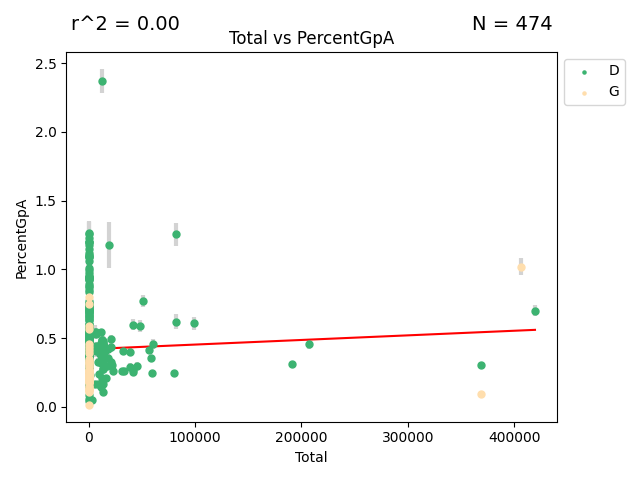 r^2 = 0.00
N = 474
Total vs PercentGpA
D
G
2.5
2.0
1.5
1.0
0.5
0.0
PercentGpA
0
100000
200000
300000
400000
Total